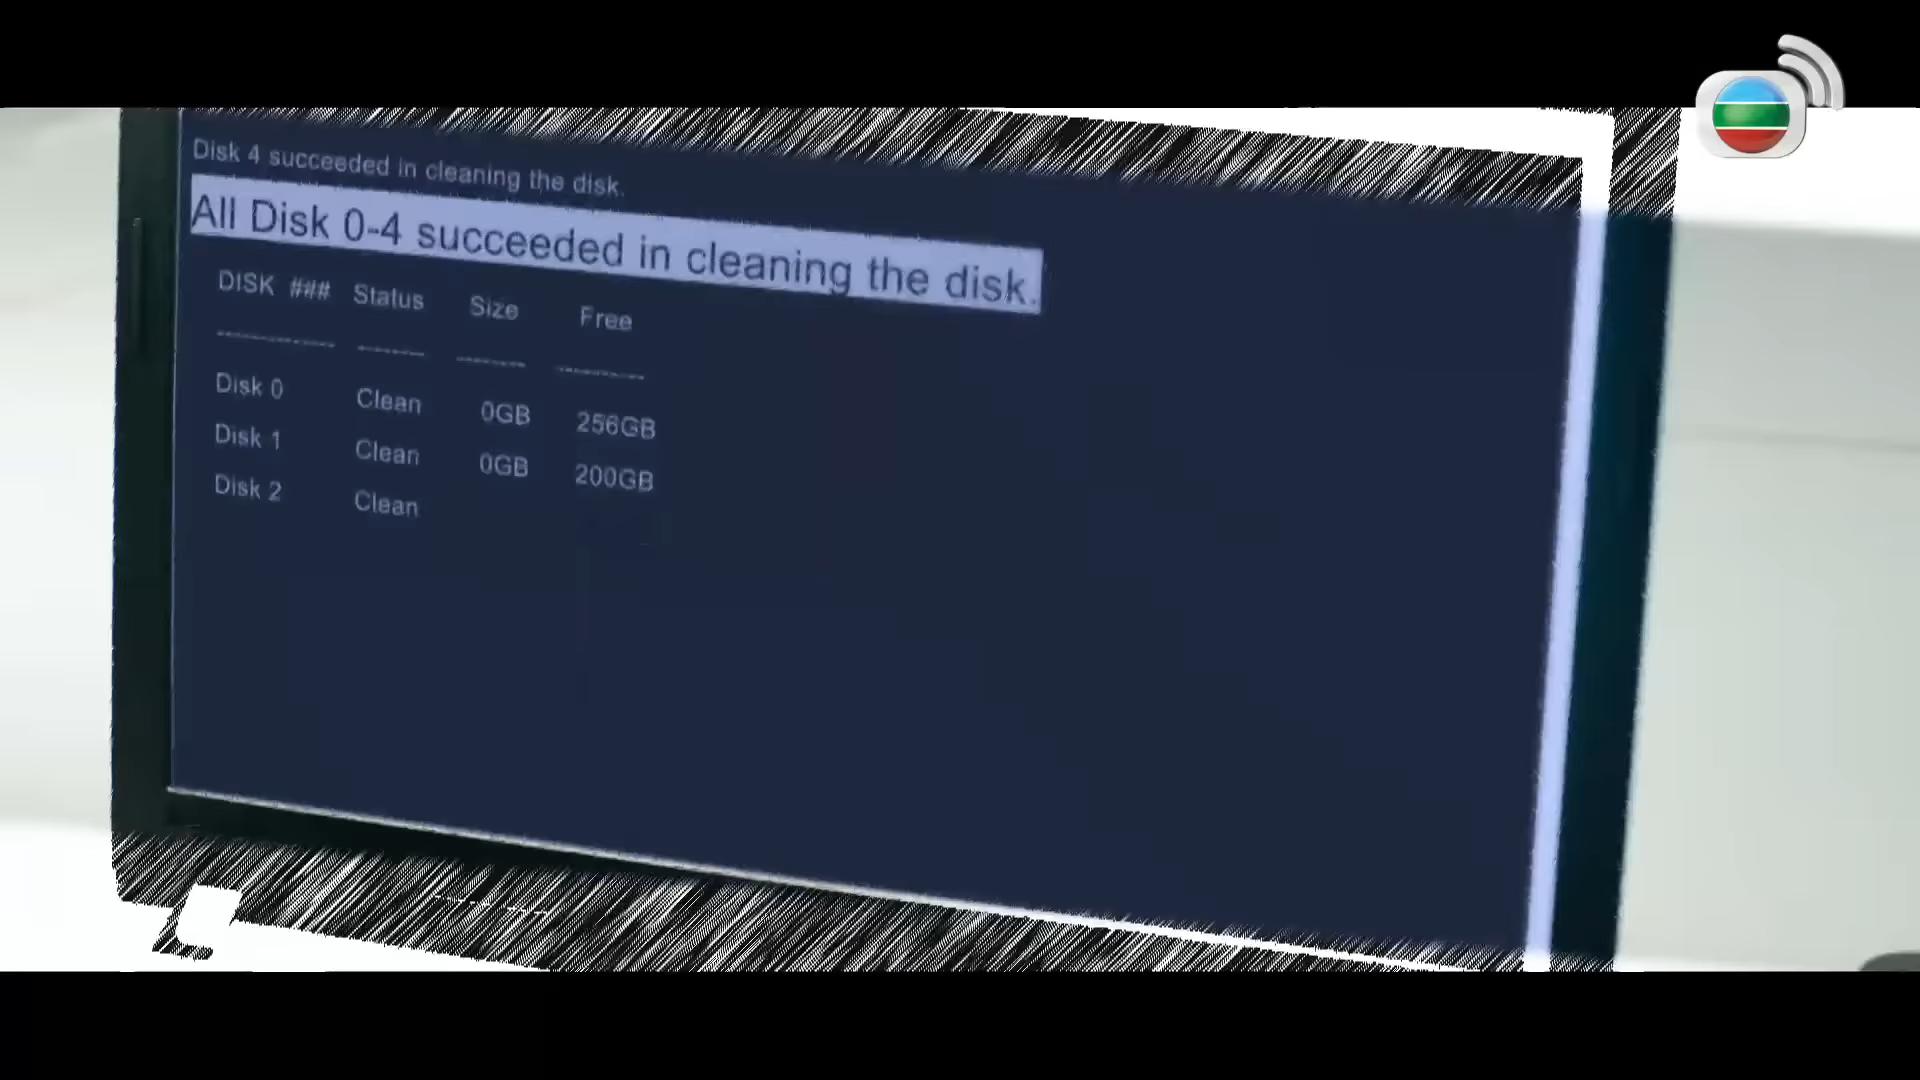 Disk 4 succeeded in cleaning the disk.
All Disk 0-4 succeeded in cleaning the disk.
DISK ### Status Size Free
------------ ------- ------- ---------
Disk 0 Clean 0GB 256GB
Disk 1 Clean 0GB 200GB
Disk 2 Clean